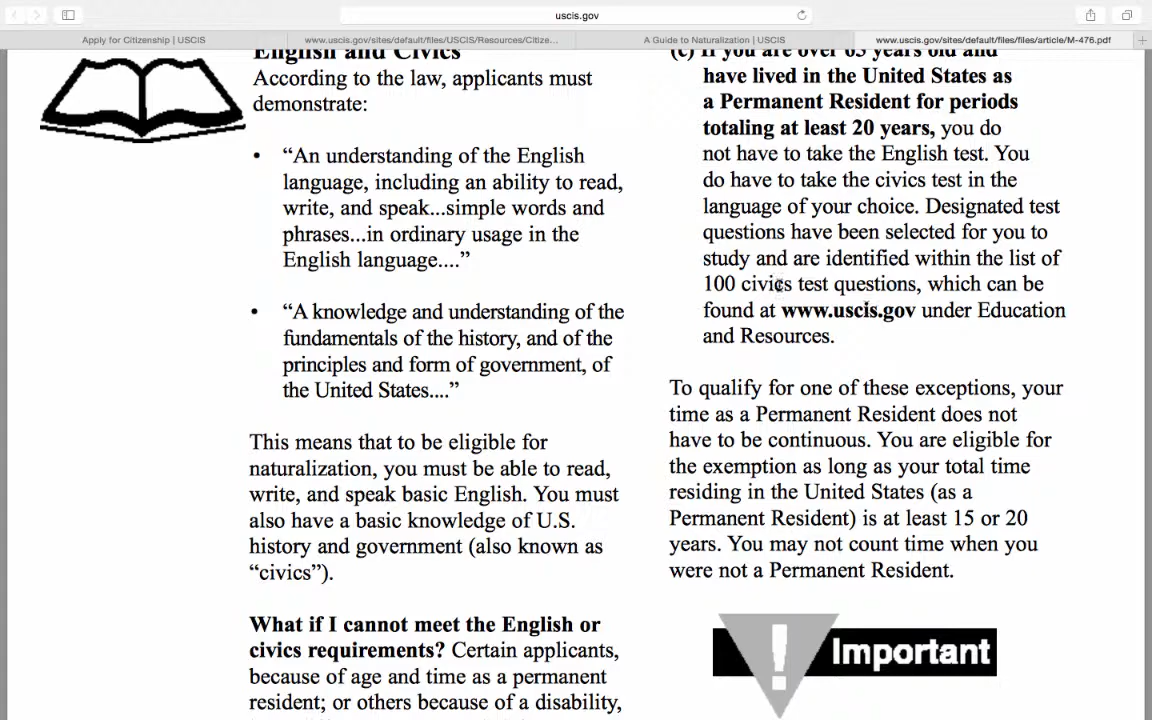 uscis.gov
Apply for Citizenship | USCIS
www.uscis.gov/sites/default/files/USCIS/Resources/Citize...
A Guide to Naturalization | USCIS
www.uscis.gov/sites/default/files/files/article/M-476.pdf
English and Civics
According to the law, applicants must
demonstrate:
• “An understanding of the English
language, including an ability to read,
write, and speak...simple words and
phrases...in ordinary usage in the
English language....”
• “A knowledge and understanding of the
fundamentals of the history, and of the
principles and form of government, of
the United States....”
This means that to be eligible for
naturalization, you must be able to read,
write, and speak basic English. You must
also have a basic knowledge of U.S.
history and government (also known as
“civics”).
What if I cannot meet the English or
civics requirements? Certain applicants,
because of age and time as a permanent
resident; or others because of a disability,
(c) If you are over 65 years old and
have lived in the United States as
a Permanent Resident for periods
totaling at least 20 years, you do
not have to take the English test. You
do have to take the civics test in the
language of your choice. Designated test
questions have been selected for you to
study and are identified within the list of
100 civics test questions, which can be
found at www.uscis.gov under Education
and Resources.
To qualify for one of these exceptions, your
time as a Permanent Resident does not
have to be continuous. You are eligible for
the exemption as long as your total time
residing in the United States (as a
Permanent Resident) is at least 15 or 20
years. You may not count time when you
were not a Permanent Resident.
Important